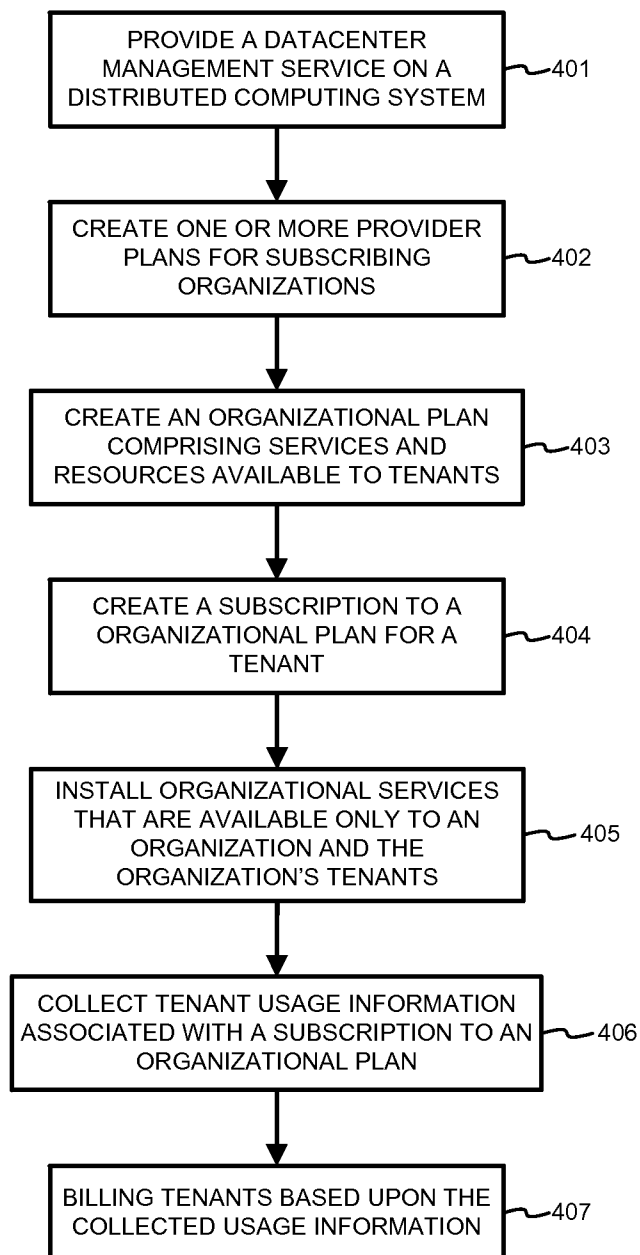 PROVIDE A DATACENTER
MANAGEMENT SERVICE ON A
DISTRIBUTED COMPUTING SYSTEM
401
CREATE ONE OR MORE PROVIDER
PLANS FOR SUBSCRIBING
ORGANIZATIONS
402
CREATE AN ORGANIZATIONAL PLAN
COMPRISING SERVICES AND
RESOURCES AVAILABLE TO TENANTS
403
CREATE A SUBSCRIPTION TO A
ORGANIZATIONAL PLAN FOR A
TENANT
404
INSTALL ORGANIZATIONAL SERVICES
THAT ARE AVAILABLE ONLY TO AN
ORGANIZATION AND THE
ORGANIZATION'S TENANTS
405
COLLECT TENANT USAGE INFORMATION
ASSOCIATED WITH A SUBSCRIPTION TO AN
ORGANIZATIONAL PLAN
406
BILLING TENANTS BASED UPON THE
COLLECTED USAGE INFORMATION
407